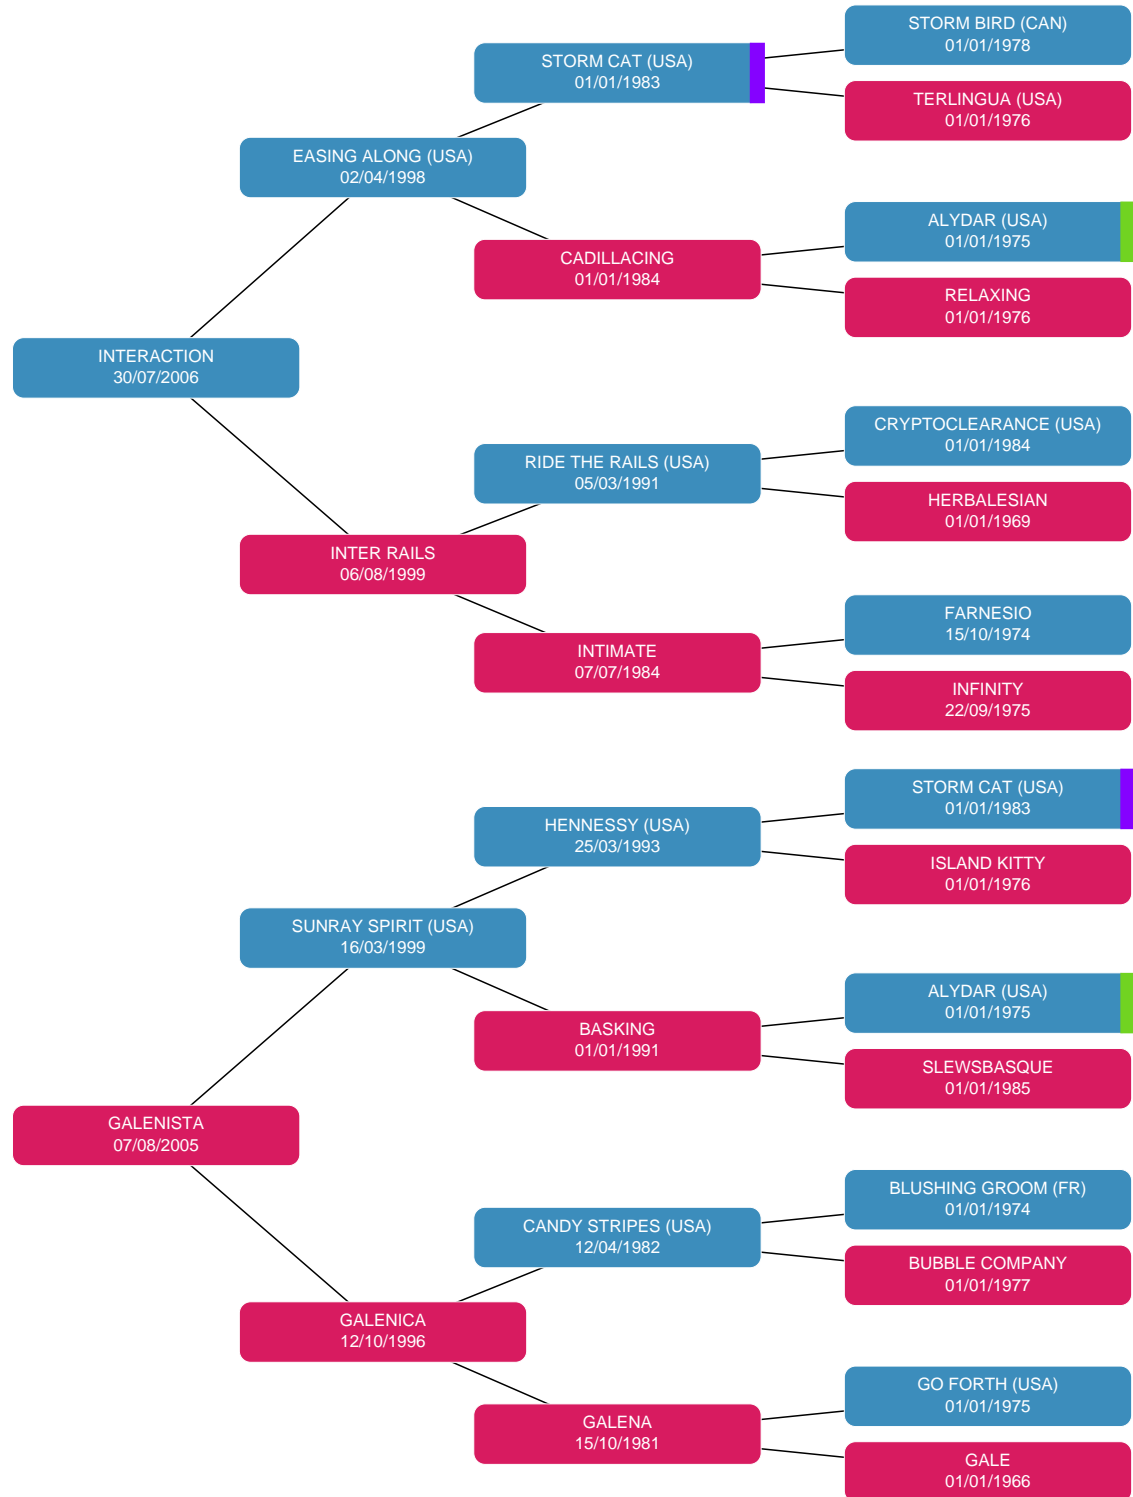 STORM BIRD (CAN)
01/01/1978
STORM CAT (USA)
01/01/1983
TERLINGUA (USA)
01/01/1976
EASING ALONG (USA)
02/04/1998
ALYDAR (USA)
01/01/1975
CADILLACING
01/01/1984
RELAXING
01/01/1976
INTERACTION
30/07/2006
CRYPTOCLEARANCE (USA)
01/01/1984
RIDE THE RAILS (USA)
05/03/1991
HERBALESIAN
01/01/1969
INTER RAILS
06/08/1999
FARNESIO
15/10/1974
INTIMATE
07/07/1984
INFINITY
22/09/1975
STORM CAT (USA)
01/01/1983
HENNESSY (USA)
25/03/1993
ISLAND KITTY
01/01/1976
SUNRAY SPIRIT (USA)
16/03/1999
ALYDAR (USA)
01/01/1975
BASKING
01/01/1991
SLEWSBASQUE
01/01/1985
GALENISTA
07/08/2005
BLUSHING GROOM (FR)
01/01/1974
CANDY STRIPES (USA)
12/04/1982
BUBBLE COMPANY
01/01/1977
GALENICA
12/10/1996
GO FORTH (USA)
01/01/1975
GALENA
15/10/1981
GALE
01/01/1966